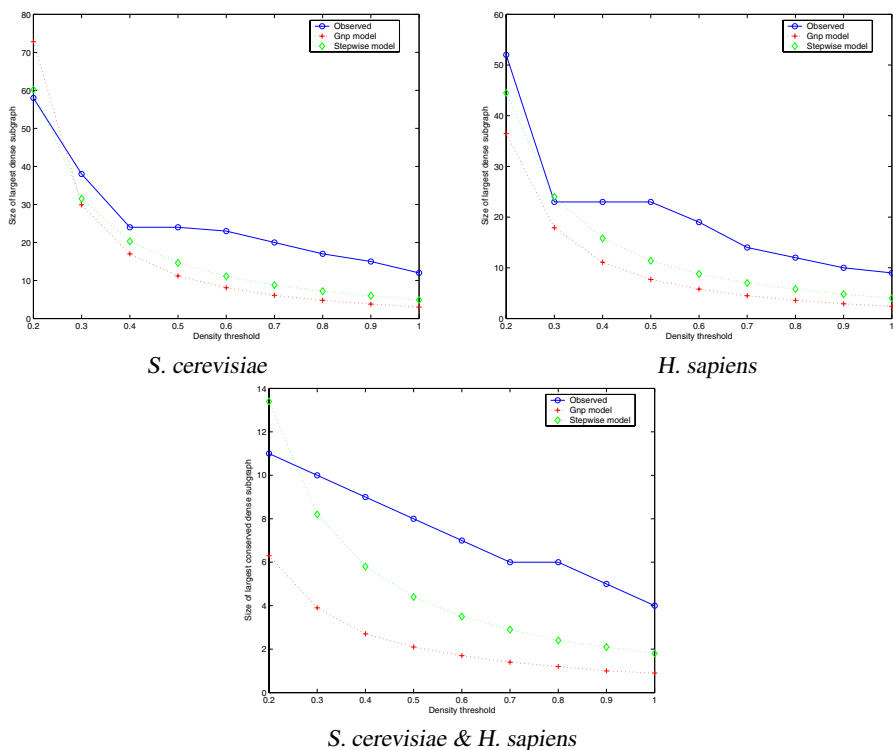 80
70
60
50
40
30
20
10
0
Size of largest dense subgraph
Observed
Gnp model
Stepwise model
0.2 0.3 0.4 0.5 0.6 0.7 0.8 0.9 1
Density threshold
S. cerevisiae
60
50
40
30
20
10
0
Size of largest dense subgraph
Observed
Gnp model
Stepwise model
0.2 0.3 0.4 0.5 0.6 0.7 0.8 0.9 1
Density threshold
H. sapiens
14
12
10
8
6
4
2
0
Size of largest conserved dense subgraph
Observed
Gnp model
Stepwise model
0.2 0.3 0.4 0.5 0.6 0.7 0.8 0.9 1
Density threshold
S. cerevisiae & H. sapiens